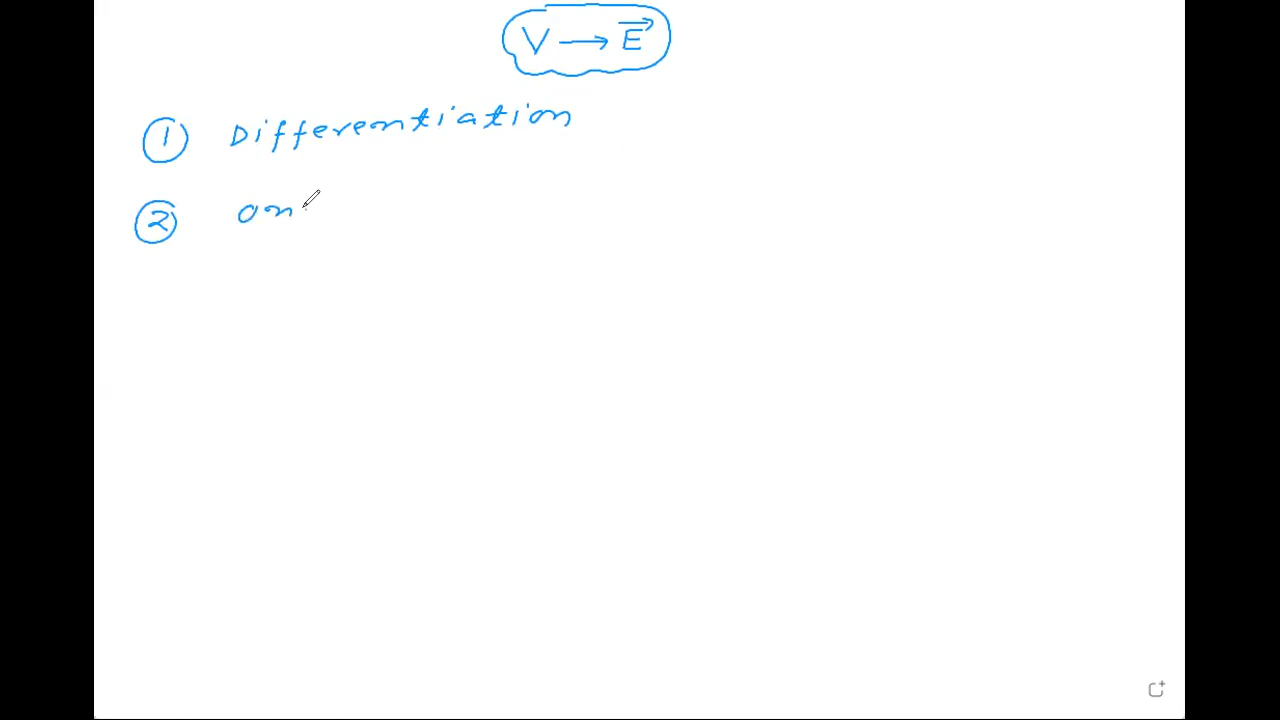 V → E⃗
① Differentiation
② on